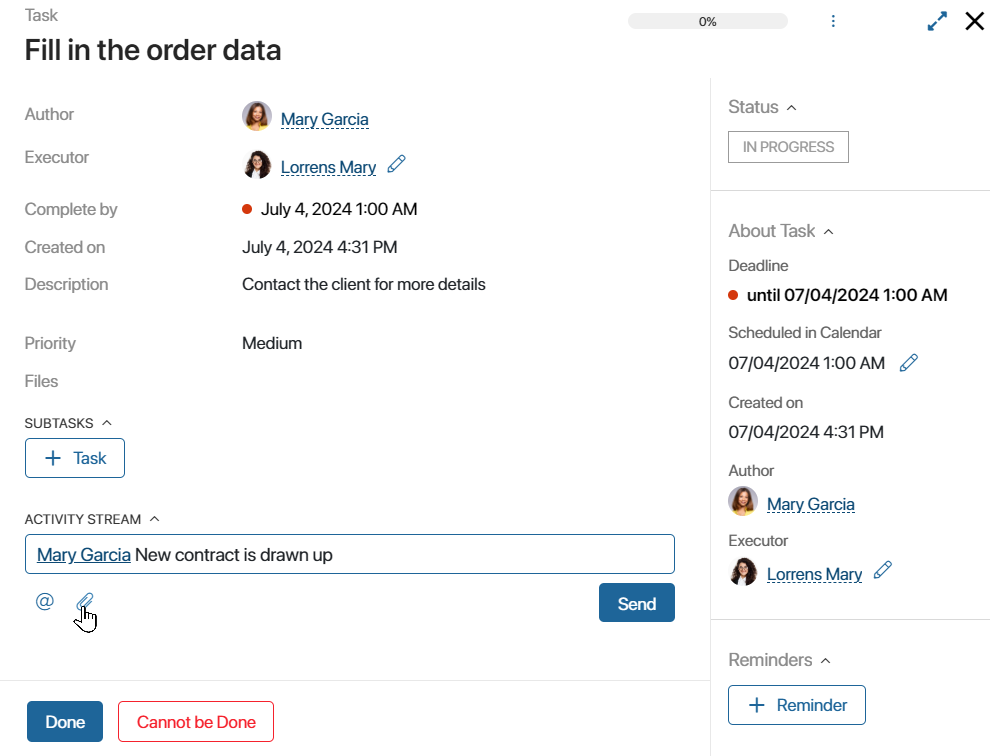 Task
0%
Fill in the order data
Author
Mary Garcia
Executor
Lorrens Mary
Complete by
July 4, 2024 1:00 AM
Created on
July 4, 2024 4:31 PM
Description
Contact the client for more details
Priority
Medium
Files
SUBTASKS
+ Task
ACTIVITY STREAM
Mary Garcia New contract is drawn up
@
Send
Done
Cannot be Done
Status
IN PROGRESS
About Task
Deadline
until 07/04/2024 1:00 AM
Scheduled in Calendar
07/04/2024 1:00 AM
Created on
07/04/2024 4:31 PM
Author
Mary Garcia
Executor
Lorrens Mary
Reminders
+ Reminder